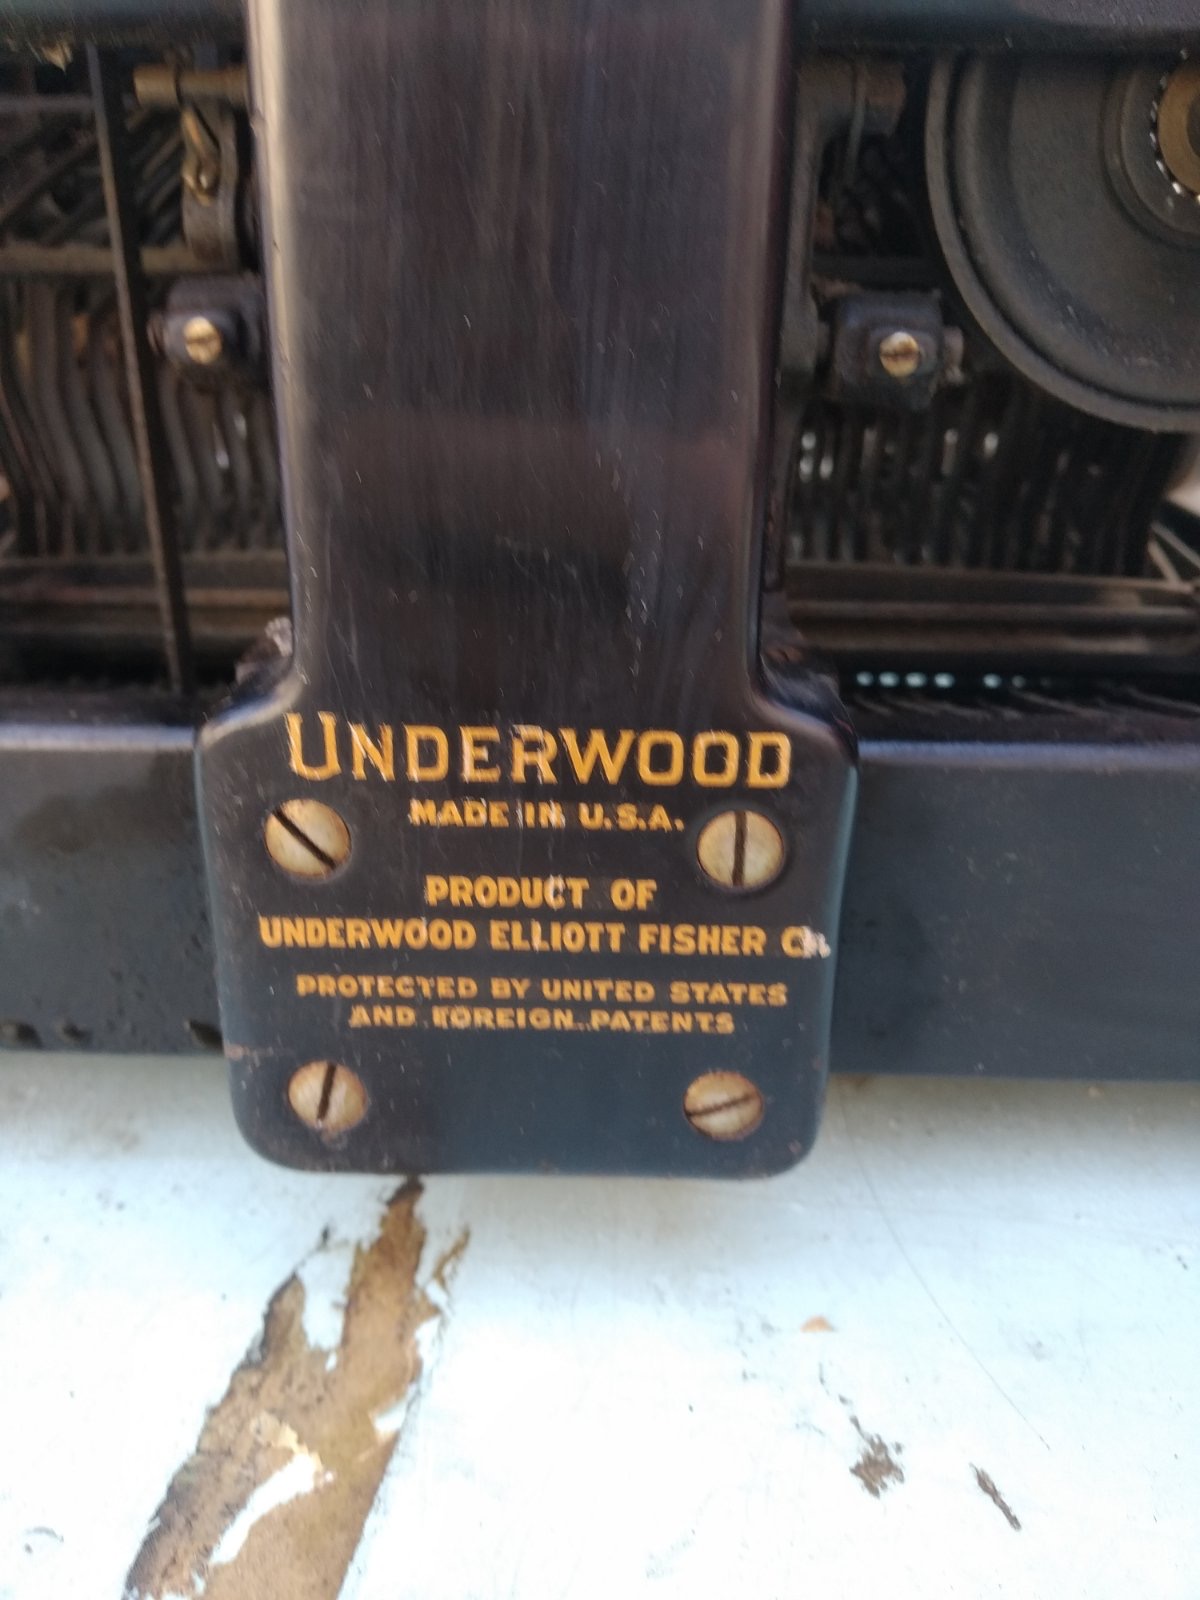 UNDERWOOD
MADE IN U.S.A.
PRODUCT OF
UNDERWOOD ELLIOTT FISHER Co.
PROTECTED BY UNITED STATES
AND FOREIGN PATENTS